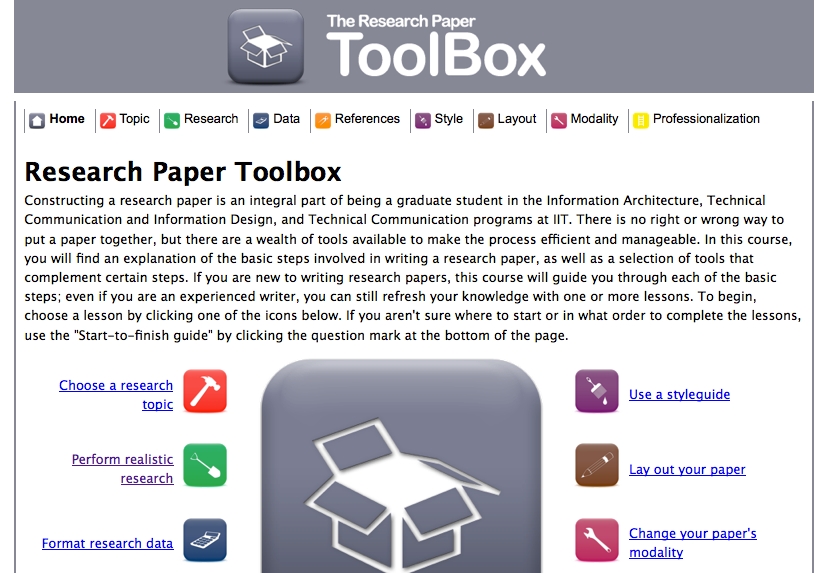 The Research Paper
ToolBox
Home Topic Research Data References Style Layout Modality Professionalization
Research Paper Toolbox
Constructing a research paper is an integral part of being a graduate student in the Information Architecture, Technical
Communication and Information Design, and Technical Communication programs at IIT. There is no right or wrong way to
put a paper together, but there are a wealth of tools available to make the process efficient and manageable. In this course,
you will find an explanation of the basic steps involved in writing a research paper, as well as a selection of tools that
complement certain steps. If you are new to writing research papers, this course will guide you through each of the basic
steps; even if you are an experienced writer, you can still refresh your knowledge with one or more lessons. To begin,
choose a lesson by clicking one of the icons below. If you aren't sure where to start or in what order to complete the lessons,
use the "Start-to-finish guide" by clicking the question mark at the bottom of the page.
Choose a research
topic
Perform realistic
research
Format research data
Use a styleguide
Lay out your paper
Change your paper's
modality